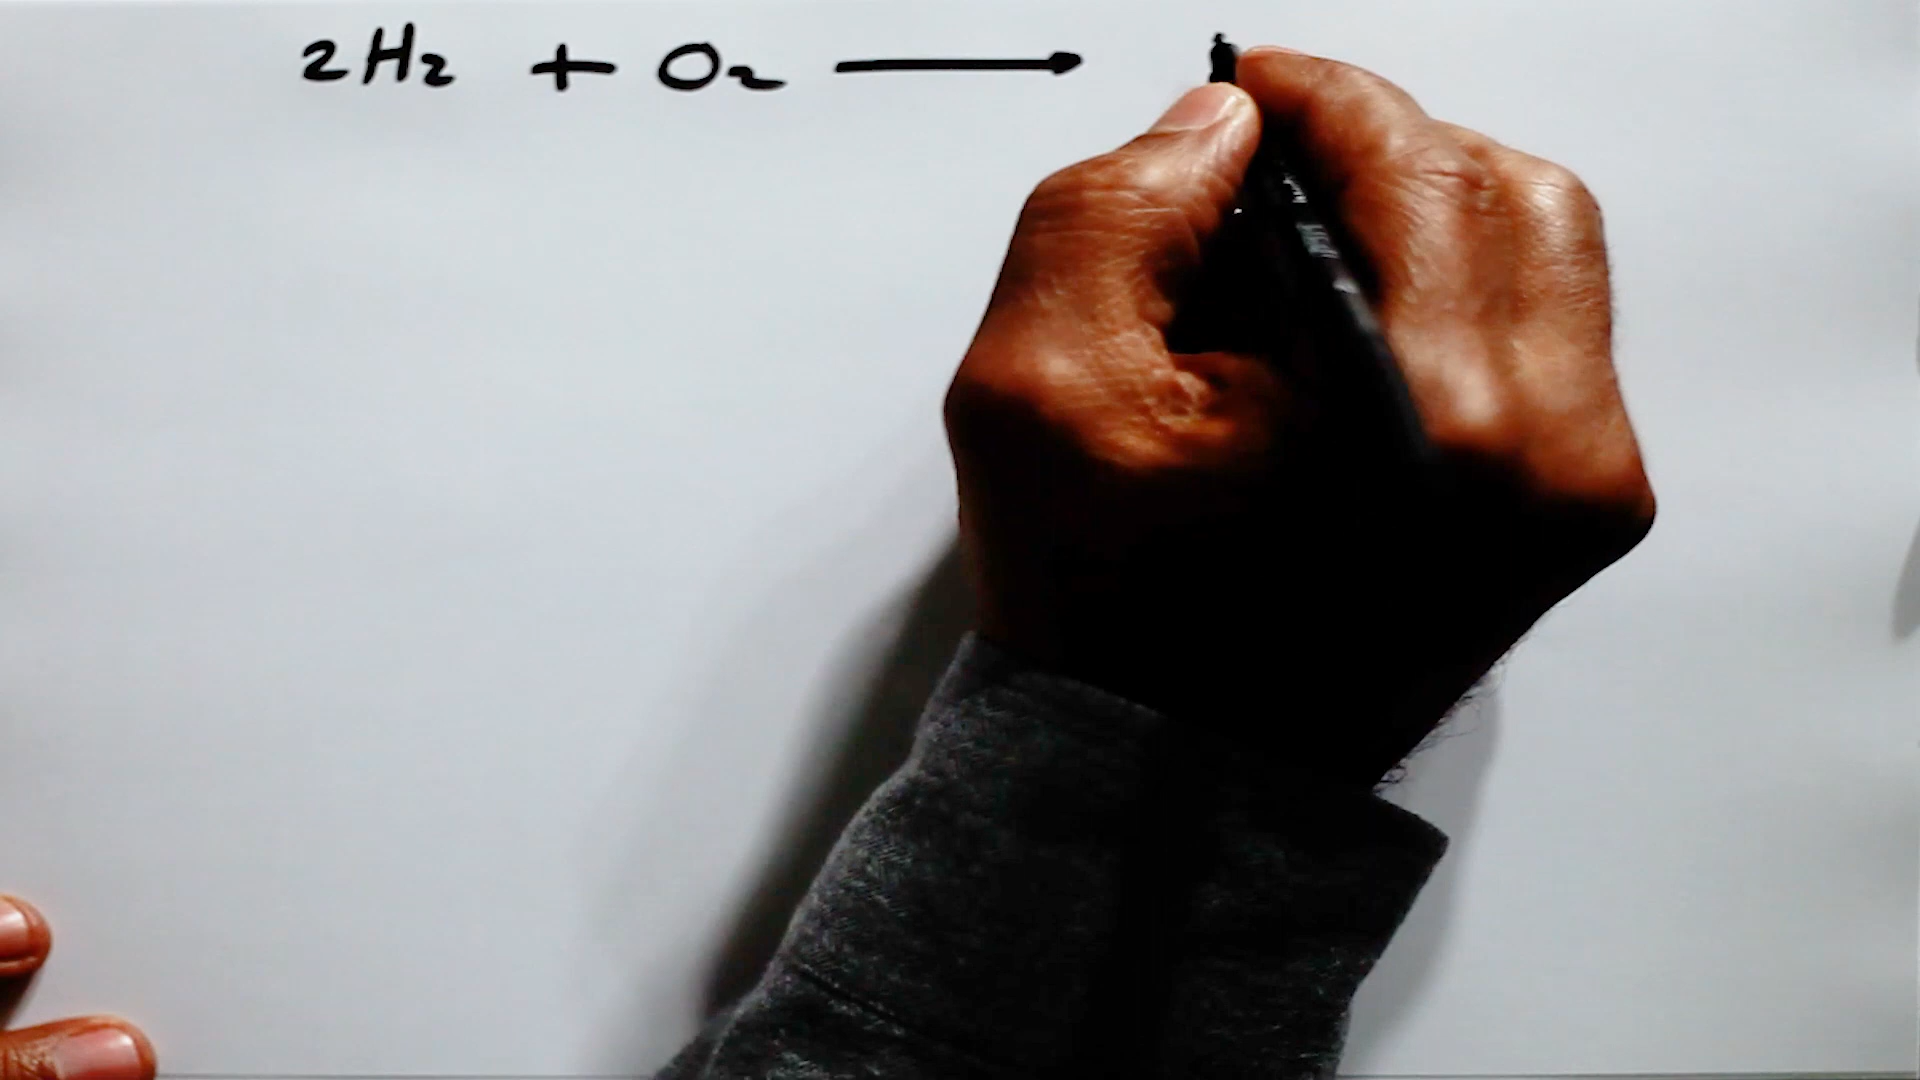 2H₂ + O₂ ⟶